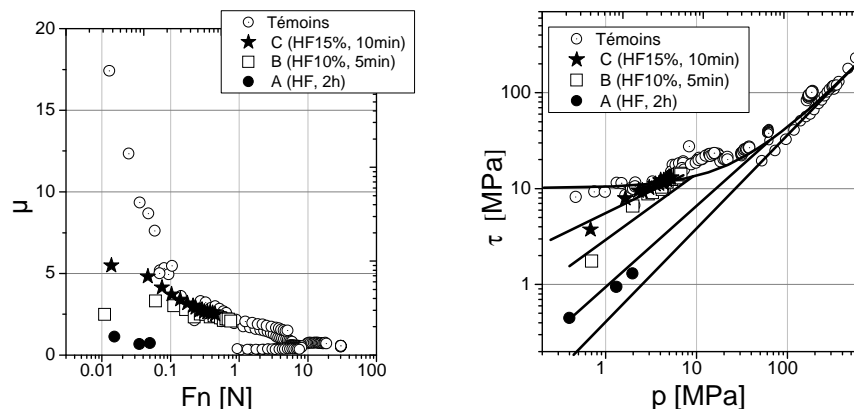 Témoins
C (HF15%, 10min)
B (HF10%, 5min)
A (HF, 2h)
20
15
10
5
0
µ
0.01
0.1
1
10
100
Fn [N]
Témoins
C (HF15%, 10min)
B (HF10%, 5min)
A (HF, 2h)
100
10
1
τ [MPa]
1
10
100
p [MPa]